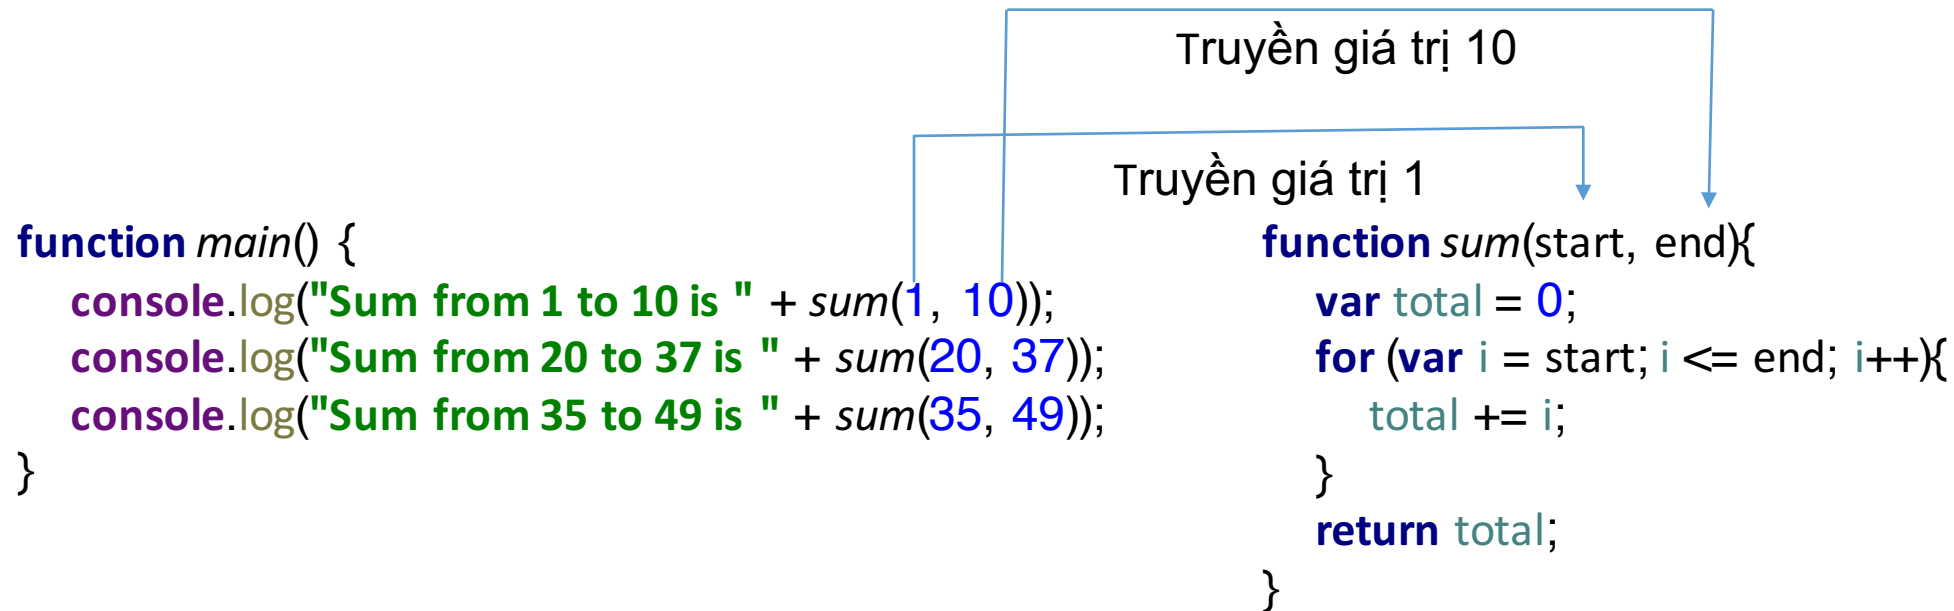 Truyền giá trị 10
Truyền giá trị 1
function main() {
console.log("Sum from 1 to 10 is " + sum(1, 10));
console.log("Sum from 20 to 37 is " + sum(20, 37));
console.log("Sum from 35 to 49 is " + sum(35, 49));
}
function sum(start, end){
var total = 0;
for (var i = start; i <= end; i++){
total += i;
}
return total;
}